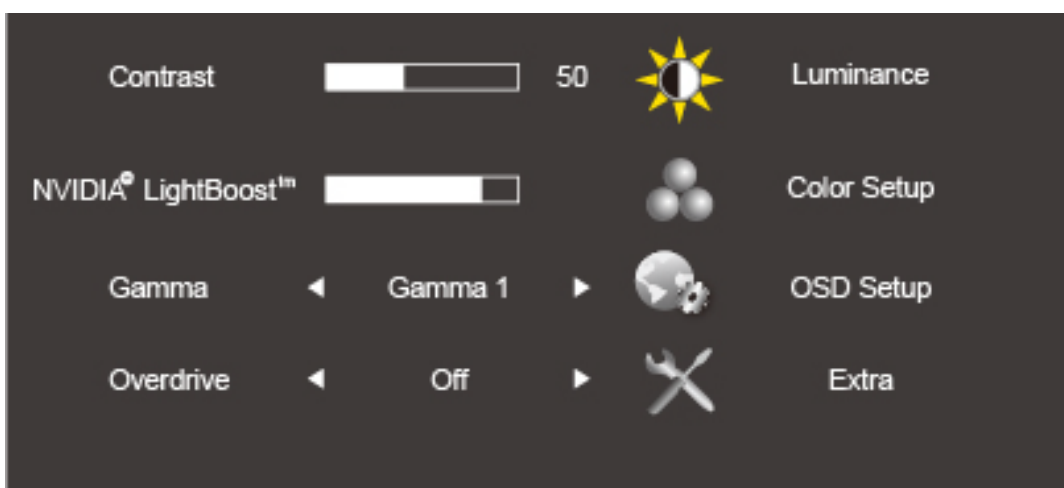 Contrast 50 Luminance
NVIDIA® LightBoost™ Color Setup
Gamma Gamma 1 OSD Setup
Overdrive Off Extra